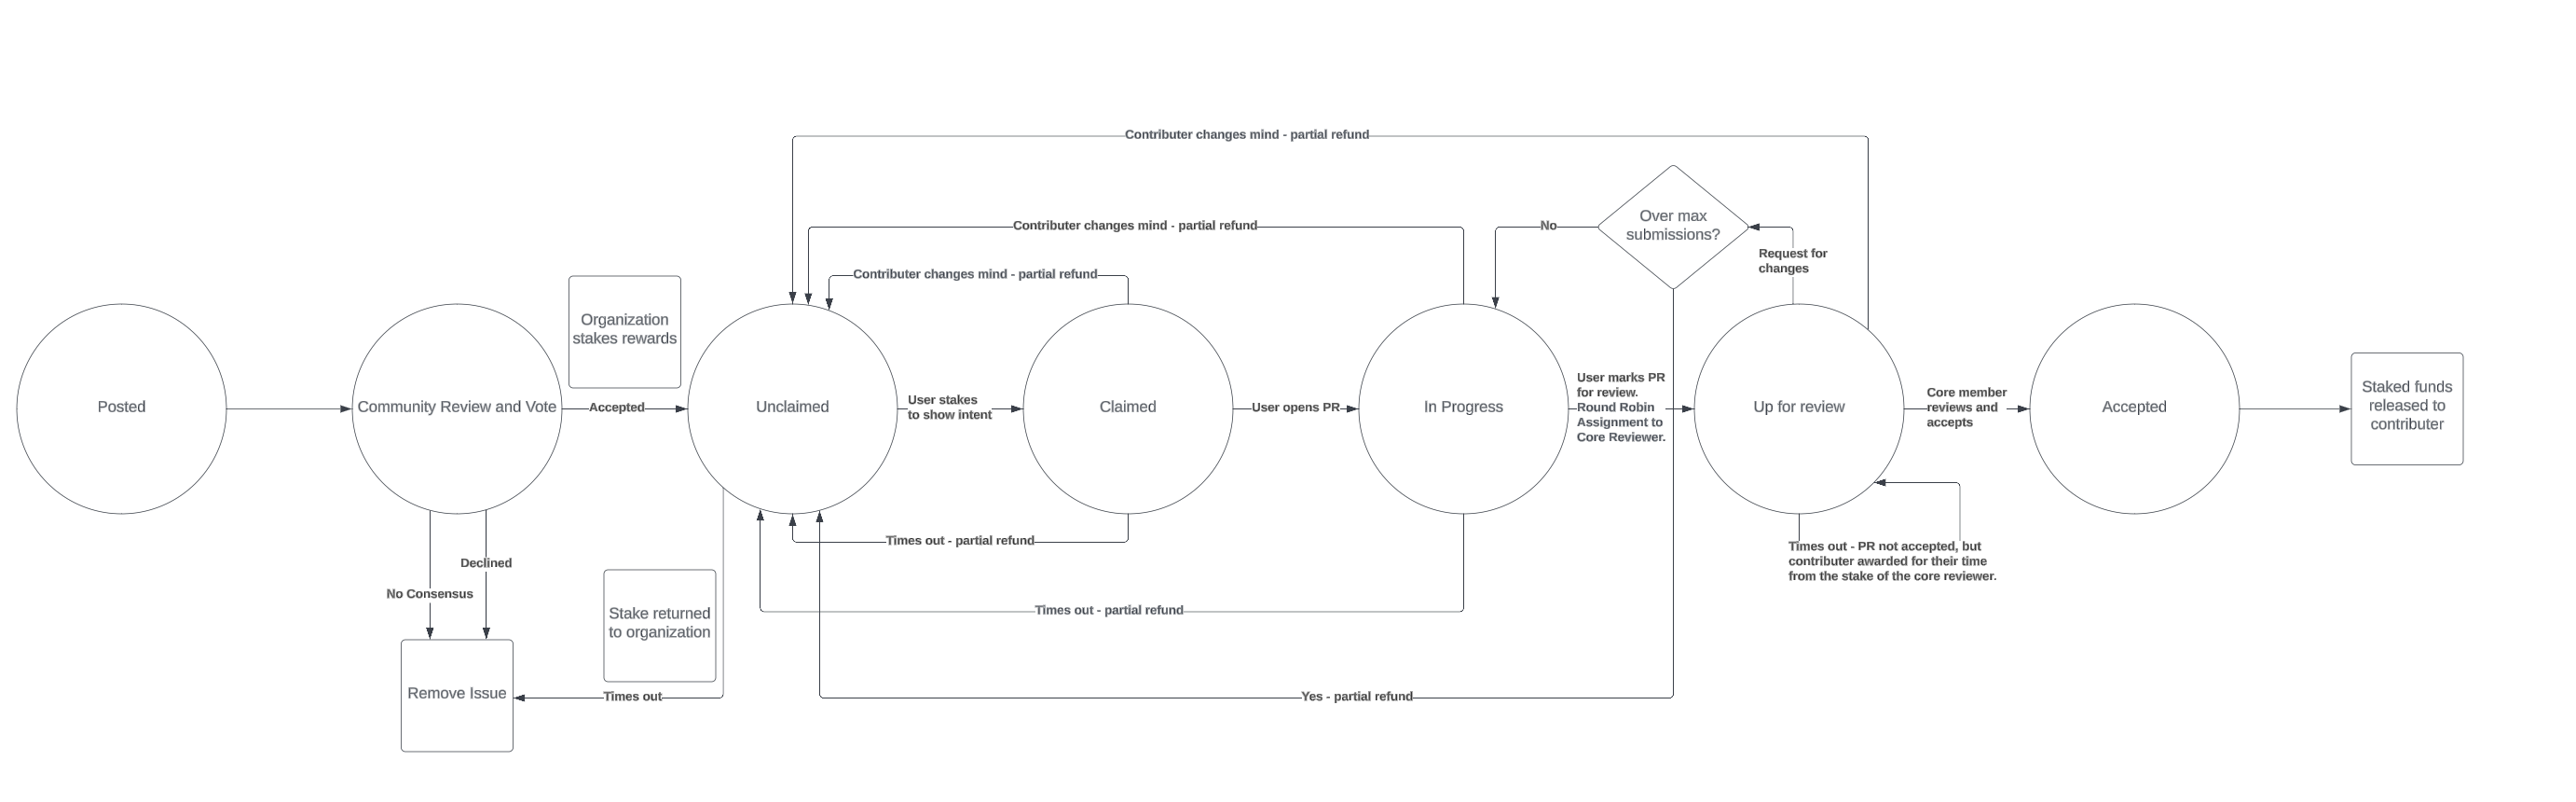 Contributer changes mind - partial refund
Over max
submissions?
Contributer changes mind - partial refund
No
Request for
changes
Contributer changes mind - partial refund
Organization
stakes rewards
Posted
Community Review and Vote
Accepted
Unclaimed
User stakes
to show intent
Claimed
User opens PR
In Progress
User marks PR
for review.
Round Robin
Assignment to
Core Reviewer.
Up for review
Core member
reviews and
accepts
Accepted
Staked funds
released to
contributer
Times out - partial refund
Declined
No Consensus
Times out - PR not accepted, but
contributer awarded for their time
from the stake of the core reviewer.
Stake returned
to organization
Times out - partial refund
Remove Issue
Times out
Yes - partial refund